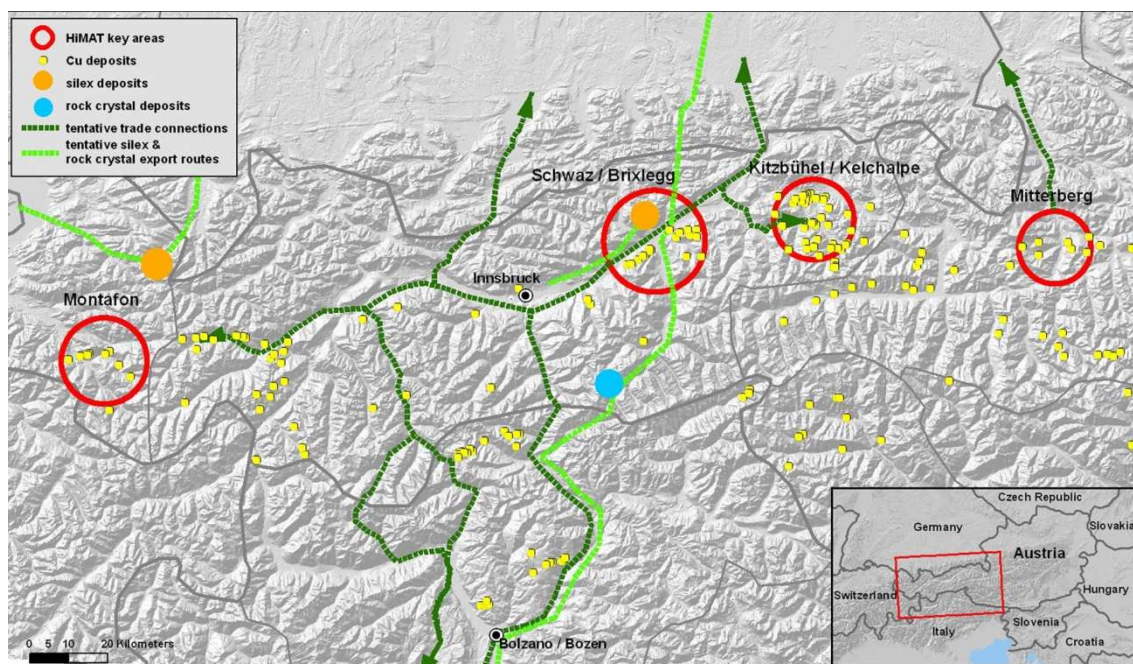 HiMAT key areas
Cu deposits
silex deposits
rock crystal deposits
tentative trade connections
tentative silex &
rock crystal export routes
Schwaz / Brixlegg
Kitzbühel / Kelchalpe
Mitterberg
Innsbruck
Montafon
Bolzano / Bozen
0 5 10 20 Kilometers
Czech Republic
Germany
Slovakia
Austria
Switzerland
Hungary
Slovenia
Italy
Croatia